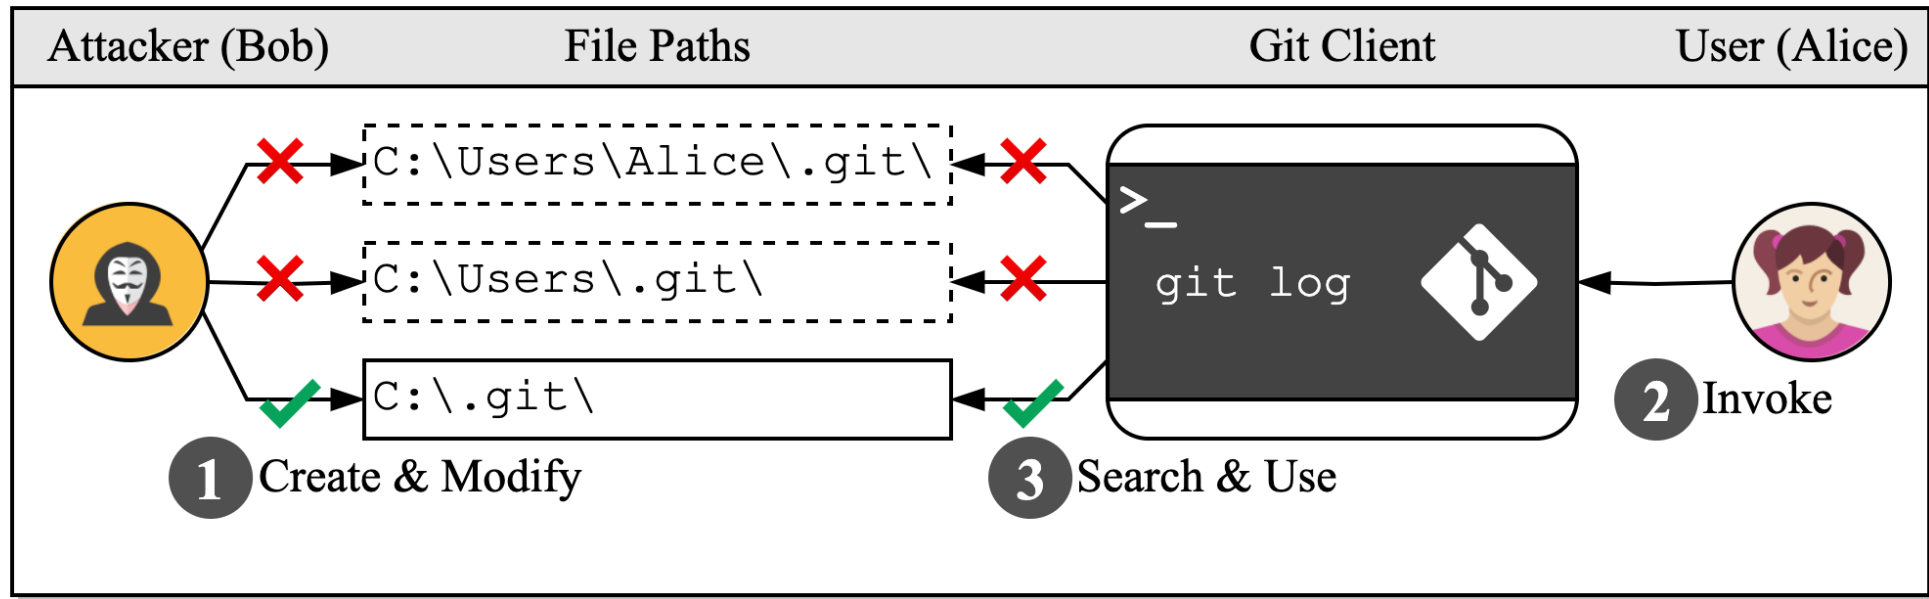 Attacker (Bob)
File Paths
Git Client
User (Alice)
C:\Users\Alice\.git\
C:\Users\.git\
C:\.git\
>_
git log
1 Create & Modify
2 Invoke
3 Search & Use